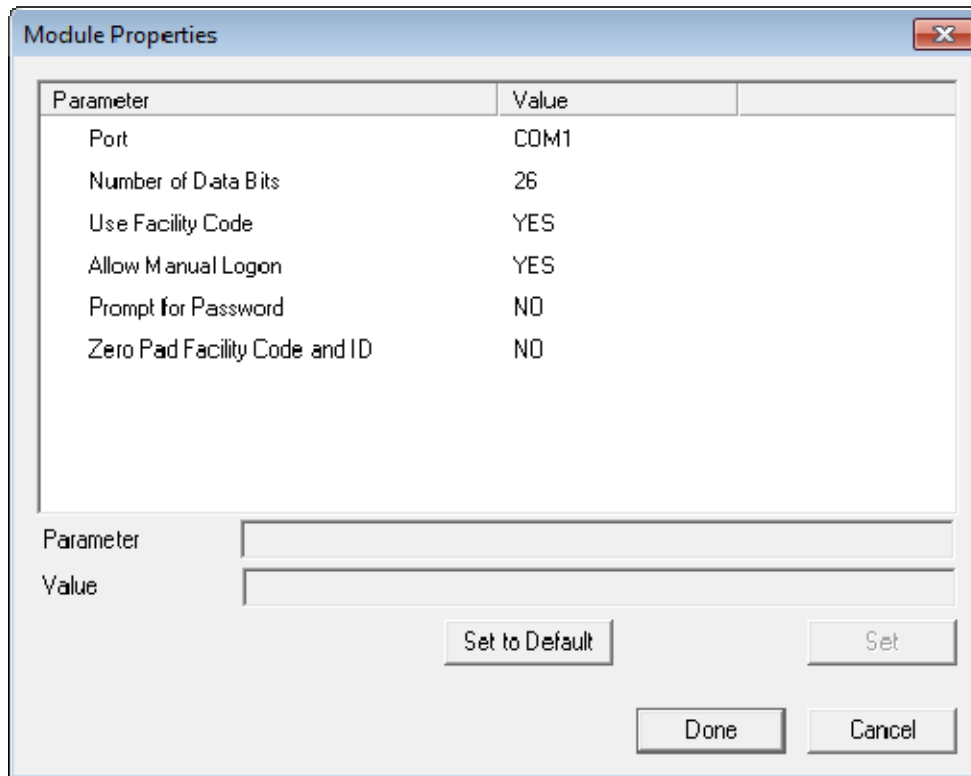 Module Properties
Parameter Value
Port COM1
Number of Data Bits 26
Use Facility Code YES
Allow Manual Logon YES
Prompt for Password NO
Zero Pad Facility Code and ID NO
Parameter
Value
Set to Default Set
Done Cancel